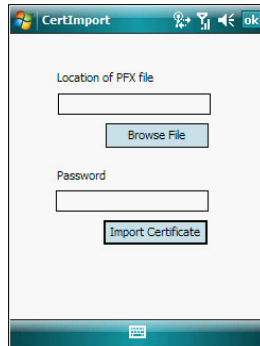 CertImport
ok
Location of PFX file
Browse File
Password
Import Certificate